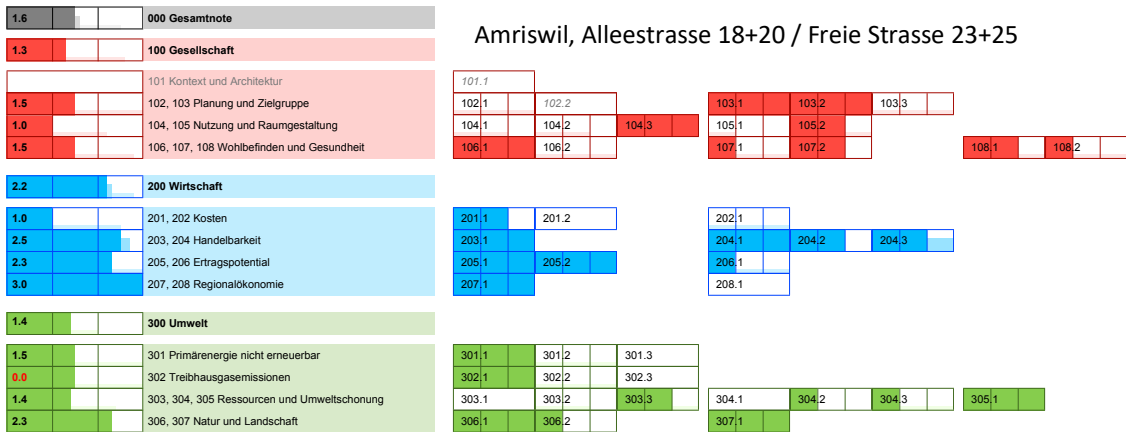 1.6 000 Gesamtnote
Amriswil, Alleestrasse 18+20 / Freie Strasse 23+25
1.3 100 Gesellschaft
101 Kontext und Architektur 101.1
1.5 102, 103 Planung und Zielgruppe 102.1 102.2 103.1 103.2 103.3
1.0 104, 105 Nutzung und Raumgestaltung 104.1 104.2 104.3 105.1 105.2
1.5 106, 107, 108 Wohlbefinden und Gesundheit 106.1 106.2 107.1 107.2 108.1 108.2
2.2 200 Wirtschaft
1.0 201, 202 Kosten 201.1 201.2 202.1
2.5 203, 204 Handelbarkeit 203.1 204.1 204.2 204.3
2.3 205, 206 Ertragspotential 205.1 205.2 206.1
3.0 207, 208 Regionalökonomie 207.1 208.1
1.4 300 Umwelt
1.5 301 Primärenergie nicht erneuerbar 301.1 301.2 301.3
0.0 302 Treibhausgasemissionen 302.1 302.2 302.3
1.4 303, 304, 305 Ressourcen und Umweltschonung 303.1 303.2 303.3 304.1 304.2 304.3 305.1
2.3 306, 307 Natur und Landschaft 306.1 306.2 307.1